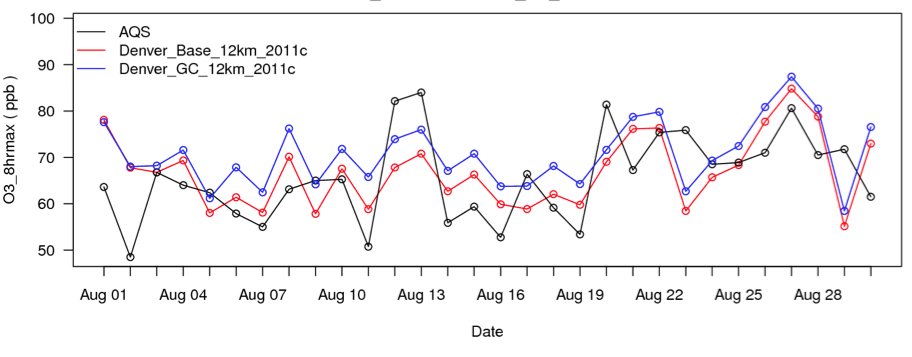 100
90
80
70
60
50
O3_8hrmax ( ppb )
AQS
Denver_Base_12km_2011c
Denver_GC_12km_2011c
Aug 01 Aug 04 Aug 07 Aug 10 Aug 13 Aug 16 Aug 19 Aug 22 Aug 25 Aug 28
Date